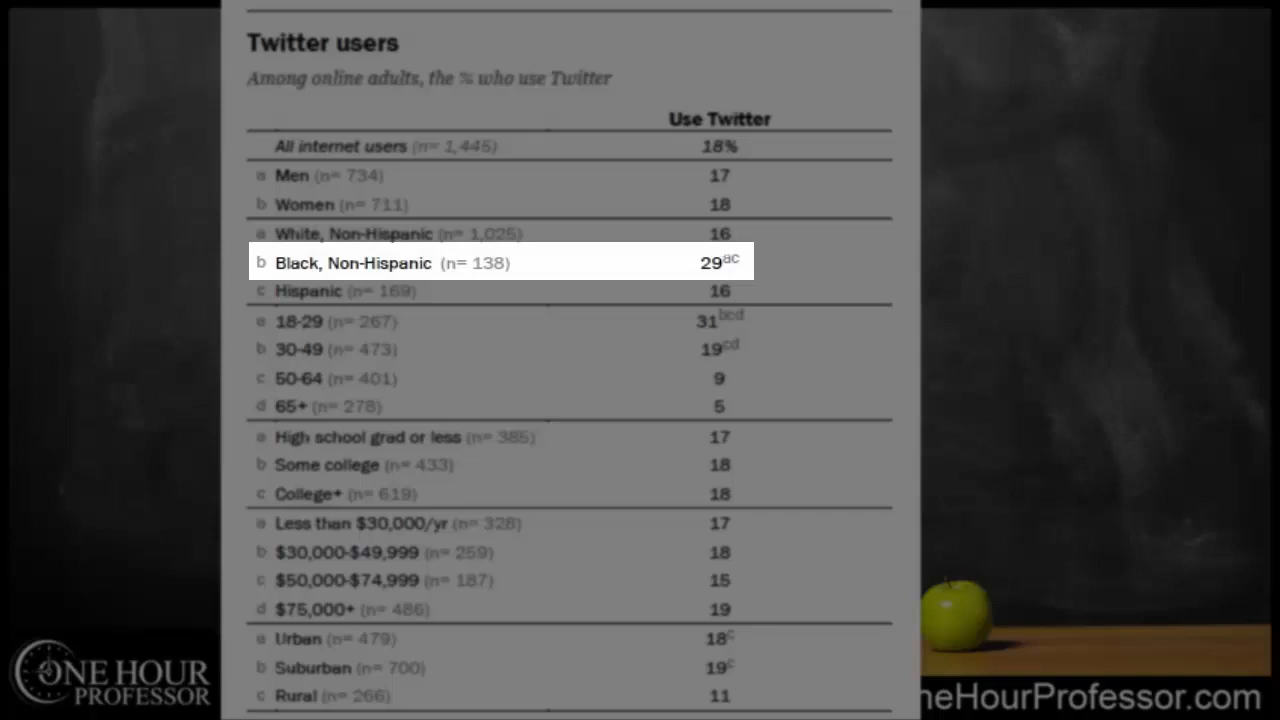 Twitter users
Among online adults, the % who use Twitter
Use Twitter
All internet users (n= 1,445) 18%
a Men (n= 734) 17
b Women (n= 711) 18
a White, Non-Hispanic (n= 1,025) 16
b Black, Non-Hispanic (n= 138) 29ac
c Hispanic (n= 169) 16
a 18-29 (n= 267) 31bcd
b 30-49 (n= 473) 19cd
c 50-64 (n= 401) 9
d 65+ (n= 278) 5
a High school grad or less (n= 385) 17
b Some college (n= 433) 18
c College+ (n= 619) 18
a Less than $30,000/yr (n= 328) 17
b $30,000-$49,999 (n= 259) 18
c $50,000-$74,999 (n= 187) 15
d $75,000+ (n= 486) 19
a Urban (n= 479) 18c
b Suburban (n= 700) 19c
c Rural (n= 266) 11
ONE HOUR
PROFESSOR
neHourProfessor.com